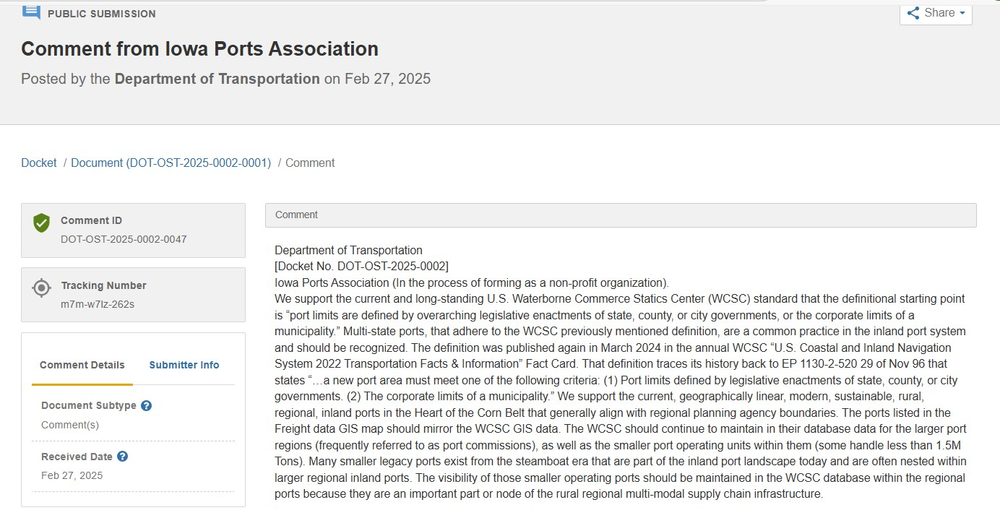 PUBLIC SUBMISSION
Share
Comment from Iowa Ports Association
Posted by the Department of Transportation on Feb 27, 2025
Docket / Document (DOT-OST-2025-0002-0001) / Comment
Comment ID
DOT-OST-2025-0002-0047
Tracking Number
m7m-w7lz-262s
Comment Details
Submitter Info
Document Subtype ?
Comment(s)
Received Date ?
Feb 27, 2025
Comment
Department of Transportation
[Docket No. DOT-OST-2025-0002]
Iowa Ports Association (In the process of forming as a non-profit organization).
We support the current and long-standing U.S. Waterborne Commerce Statics Center (WCSC) standard that the definitional starting point
is “port limits are defined by overarching legislative enactments of state, county, or city governments, or the corporate limits of a
municipality.” Multi-state ports, that adhere to the WCSC previously mentioned definition, are a common practice in the inland port system
and should be recognized. The definition was published again in March 2024 in the annual WCSC “U.S. Coastal and Inland Navigation
System 2022 Transportation Facts & Information” Fact Card. That definition traces its history back to EP 1130-2-520 29 of Nov 96 that
states “…a new port area must meet one of the following criteria: (1) Port limits defined by legislative enactments of state, county, or city
governments. (2) The corporate limits of a municipality.” We support the current, geographically linear, modern, sustainable, rural,
regional, inland ports in the Heart of the Corn Belt that generally align with regional planning agency boundaries. The ports listed in the
Freight data GIS map should mirror the WCSC GIS data. The WCSC should continue to maintain in their database data for the larger port
regions (frequently referred to as port commissions), as well as the smaller port operating units within them (some handle less than 1.5M
Tons). Many smaller legacy ports exist from the steamboat era that are part of the inland port landscape today and are often nested within
larger regional inland ports. The visibility of those smaller operating ports should be maintained in the WCSC database within the regional
ports because they are an important part or node of the rural regional multi-modal supply chain infrastructure.